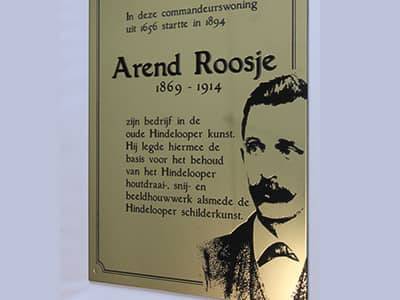 In deze commandeurswoning
uit 1656 startte in 1894
Arend Roosje
1869 - 1914
zijn bedrijf in de
oude Hindelooper kunst.
Hij legde hiermee de
basis voor het behoud
van het Hindelooper
houtdraai-, snij- en
beeldhouwwerk alsmede de
Hindelooper schilderkunst.